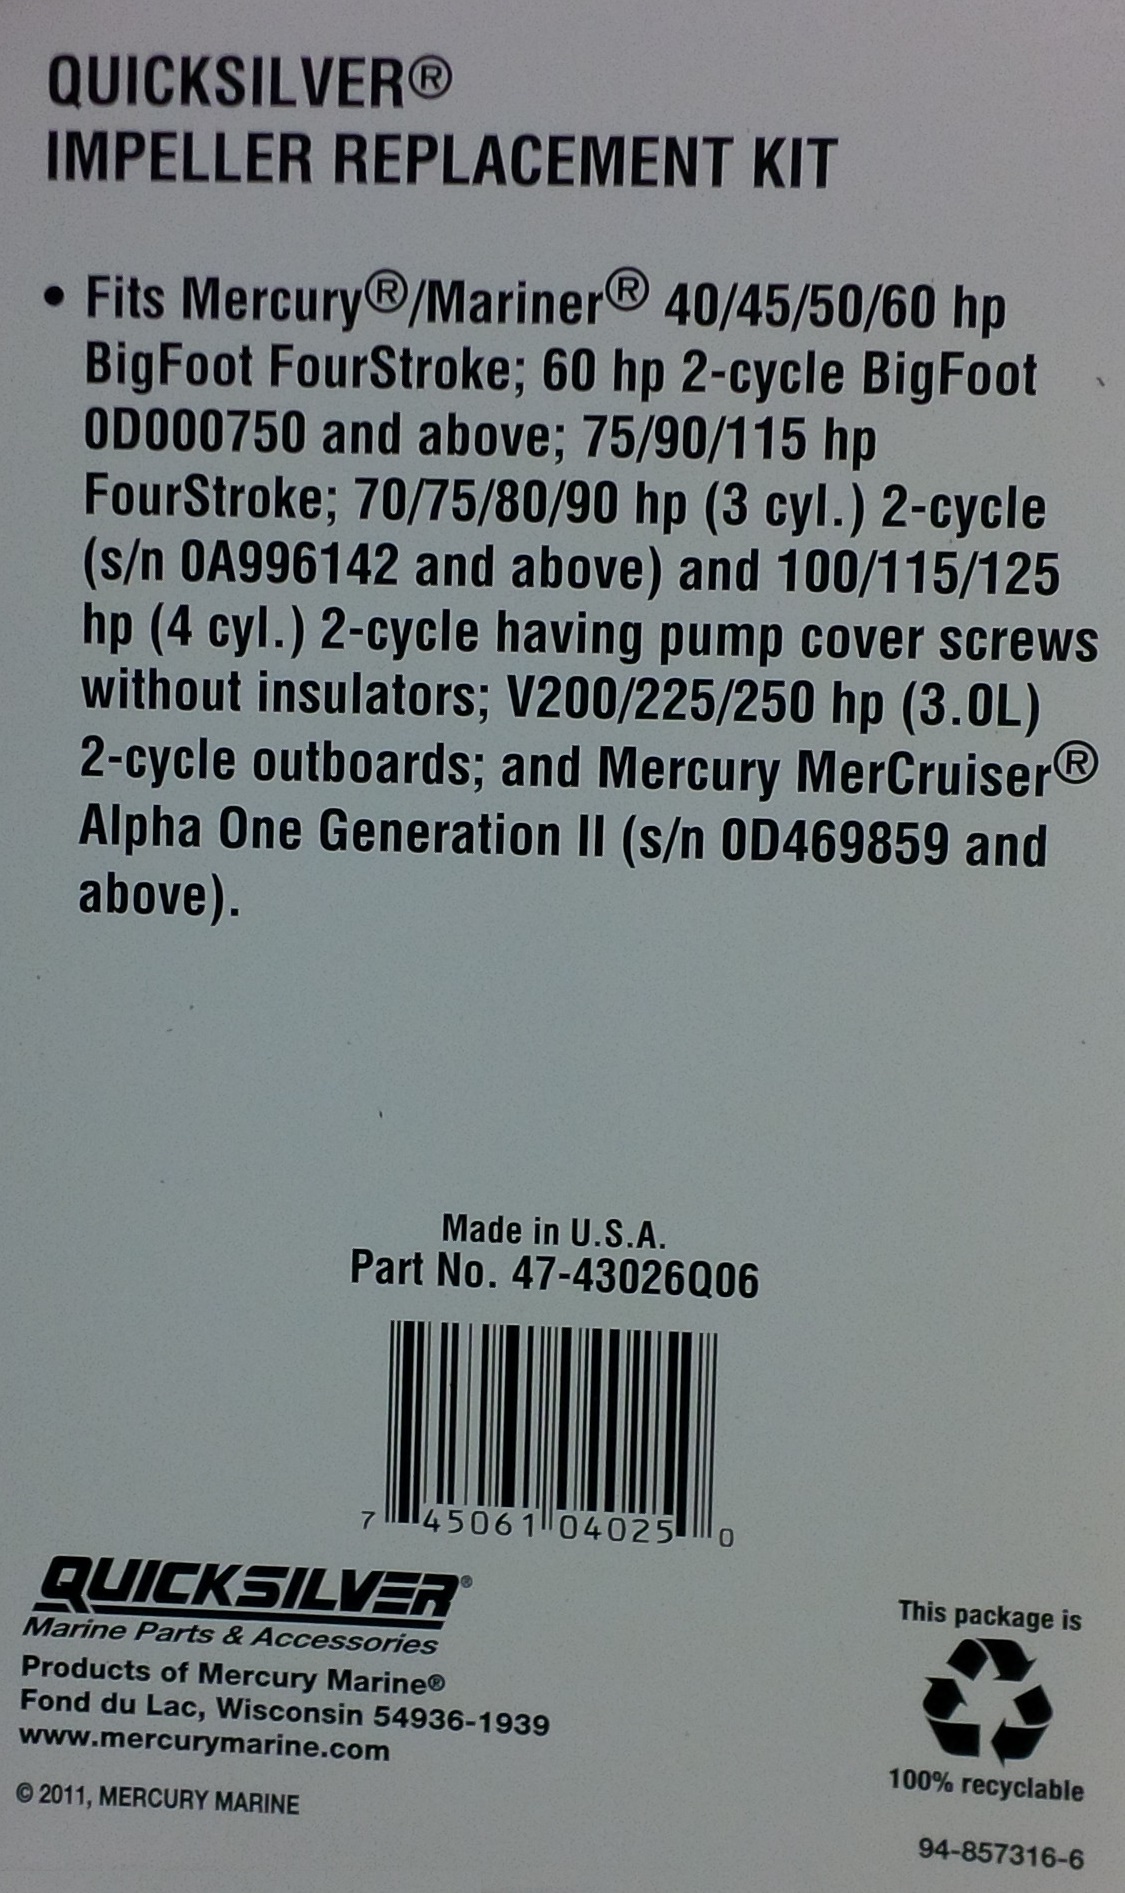 QUICKSILVER®
IMPELLER REPLACEMENT KIT
• Fits Mercury®/Mariner® 40/45/50/60 hp
BigFoot FourStroke; 60 hp 2-cycle BigFoot
0D000750 and above; 75/90/115 hp
FourStroke; 70/75/80/90 hp (3 cyl.) 2-cycle
(s/n 0A996142 and above) and 100/115/125
hp (4 cyl.) 2-cycle having pump cover screws
without insulators; V200/225/250 hp (3.0L)
2-cycle outboards; and Mercury MerCruiser®
Alpha One Generation II (s/n 0D469859 and
above).
Made in U.S.A.
Part No. 47-43026Q06
7 45061 04025 0
QUICKSILVER®
Marine Parts & Accessories
Products of Mercury Marine®
Fond du Lac, Wisconsin 54936-1939
www.mercurymarine.com
© 2011, MERCURY MARINE
This package is
100% recyclable
94-857316-6